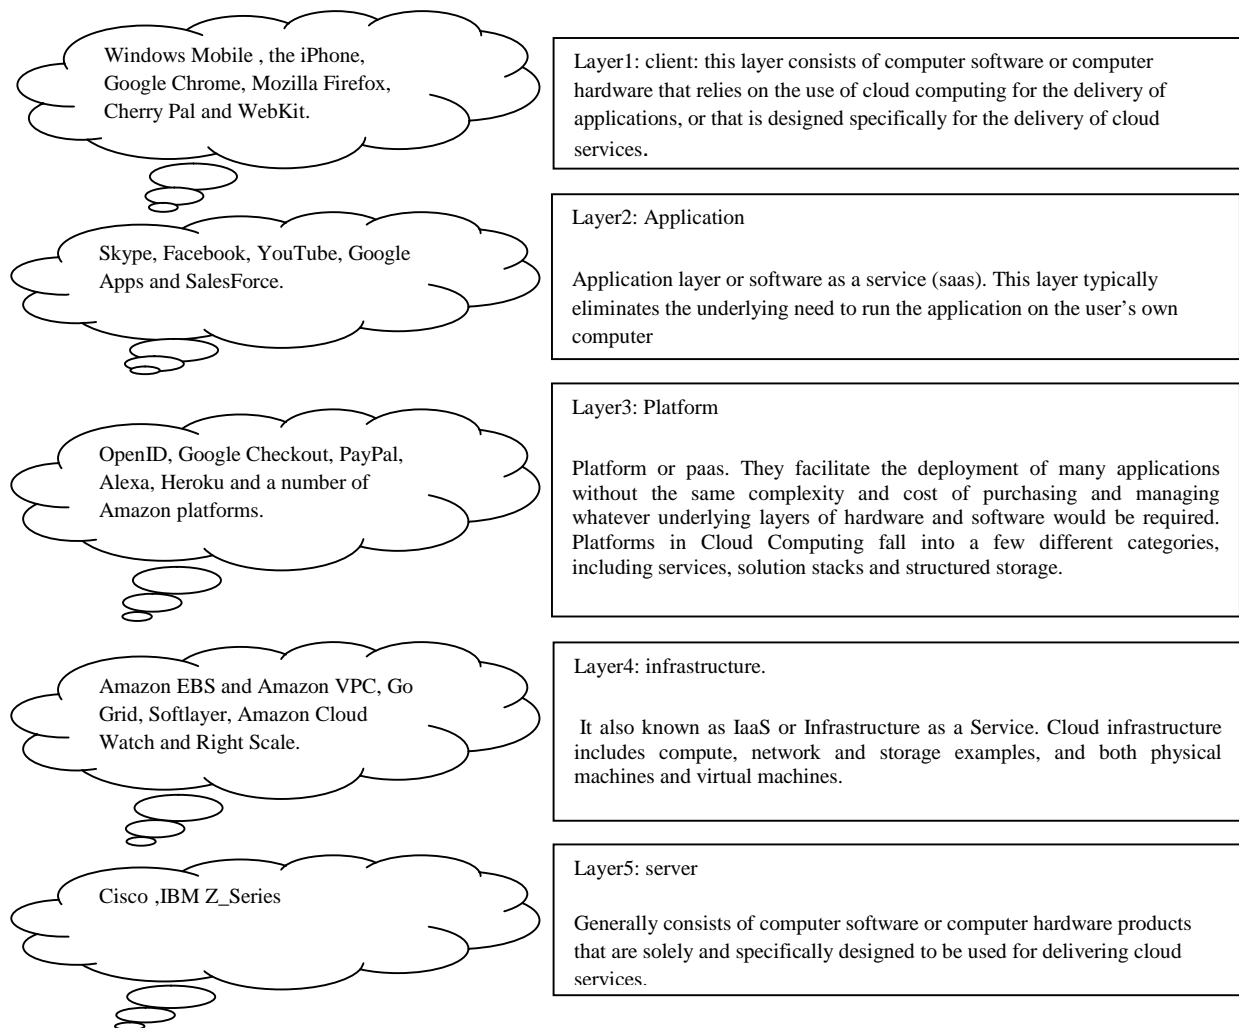 Windows Mobile , the iPhone,
Google Chrome, Mozilla Firefox,
Cherry Pal and WebKit.
Layer1: client: this layer consists of computer software or computer
hardware that relies on the use of cloud computing for the delivery of
applications, or that is designed specifically for the delivery of cloud
services.
Skype, Facebook, YouTube, Google
Apps and SalesForce.
Layer2: Application
Application layer or software as a service (saas). This layer typically
eliminates the underlying need to run the application on the user’s own
computer
OpenID, Google Checkout, PayPal,
Alexa, Heroku and a number of
Amazon platforms.
Layer3: Platform
Platform or paas. They facilitate the deployment of many applications
without the same complexity and cost of purchasing and managing
whatever underlying layers of hardware and software would be required.
Platforms in Cloud Computing fall into a few different categories,
including services, solution stacks and structured storage.
Amazon EBS and Amazon VPC, Go
Grid, Softlayer, Amazon Cloud
Watch and Right Scale.
Layer4: infrastructure.
It also known as IaaS or Infrastructure as a Service. Cloud infrastructure
includes compute, network and storage examples, and both physical
machines and virtual machines.
Cisco ,IBM Z_Series
Layer5: server
Generally consists of computer software or computer hardware products
that are solely and specifically designed to be used for delivering cloud
services.